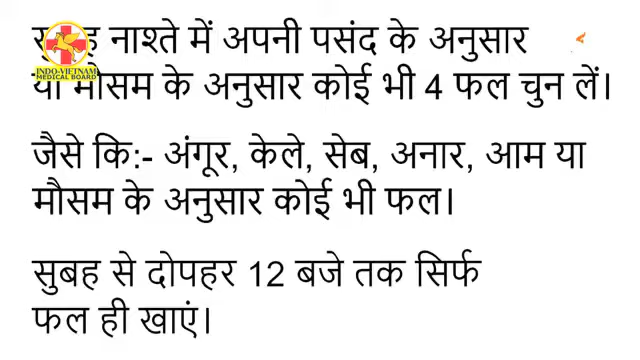 INDO-VIETNAM
MEDICAL BOARD
नाश्ते में अपनी पसंद के अनुसार
या मौसम के अनुसार कोई भी 4 फल चुन लें।
जैसे कि:- अंगूर, केले, सेब, अनार, आम या
मौसम के अनुसार कोई भी फल।
सुबह से दोपहर 12 बजे तक सिर्फ
फल ही खाएं।